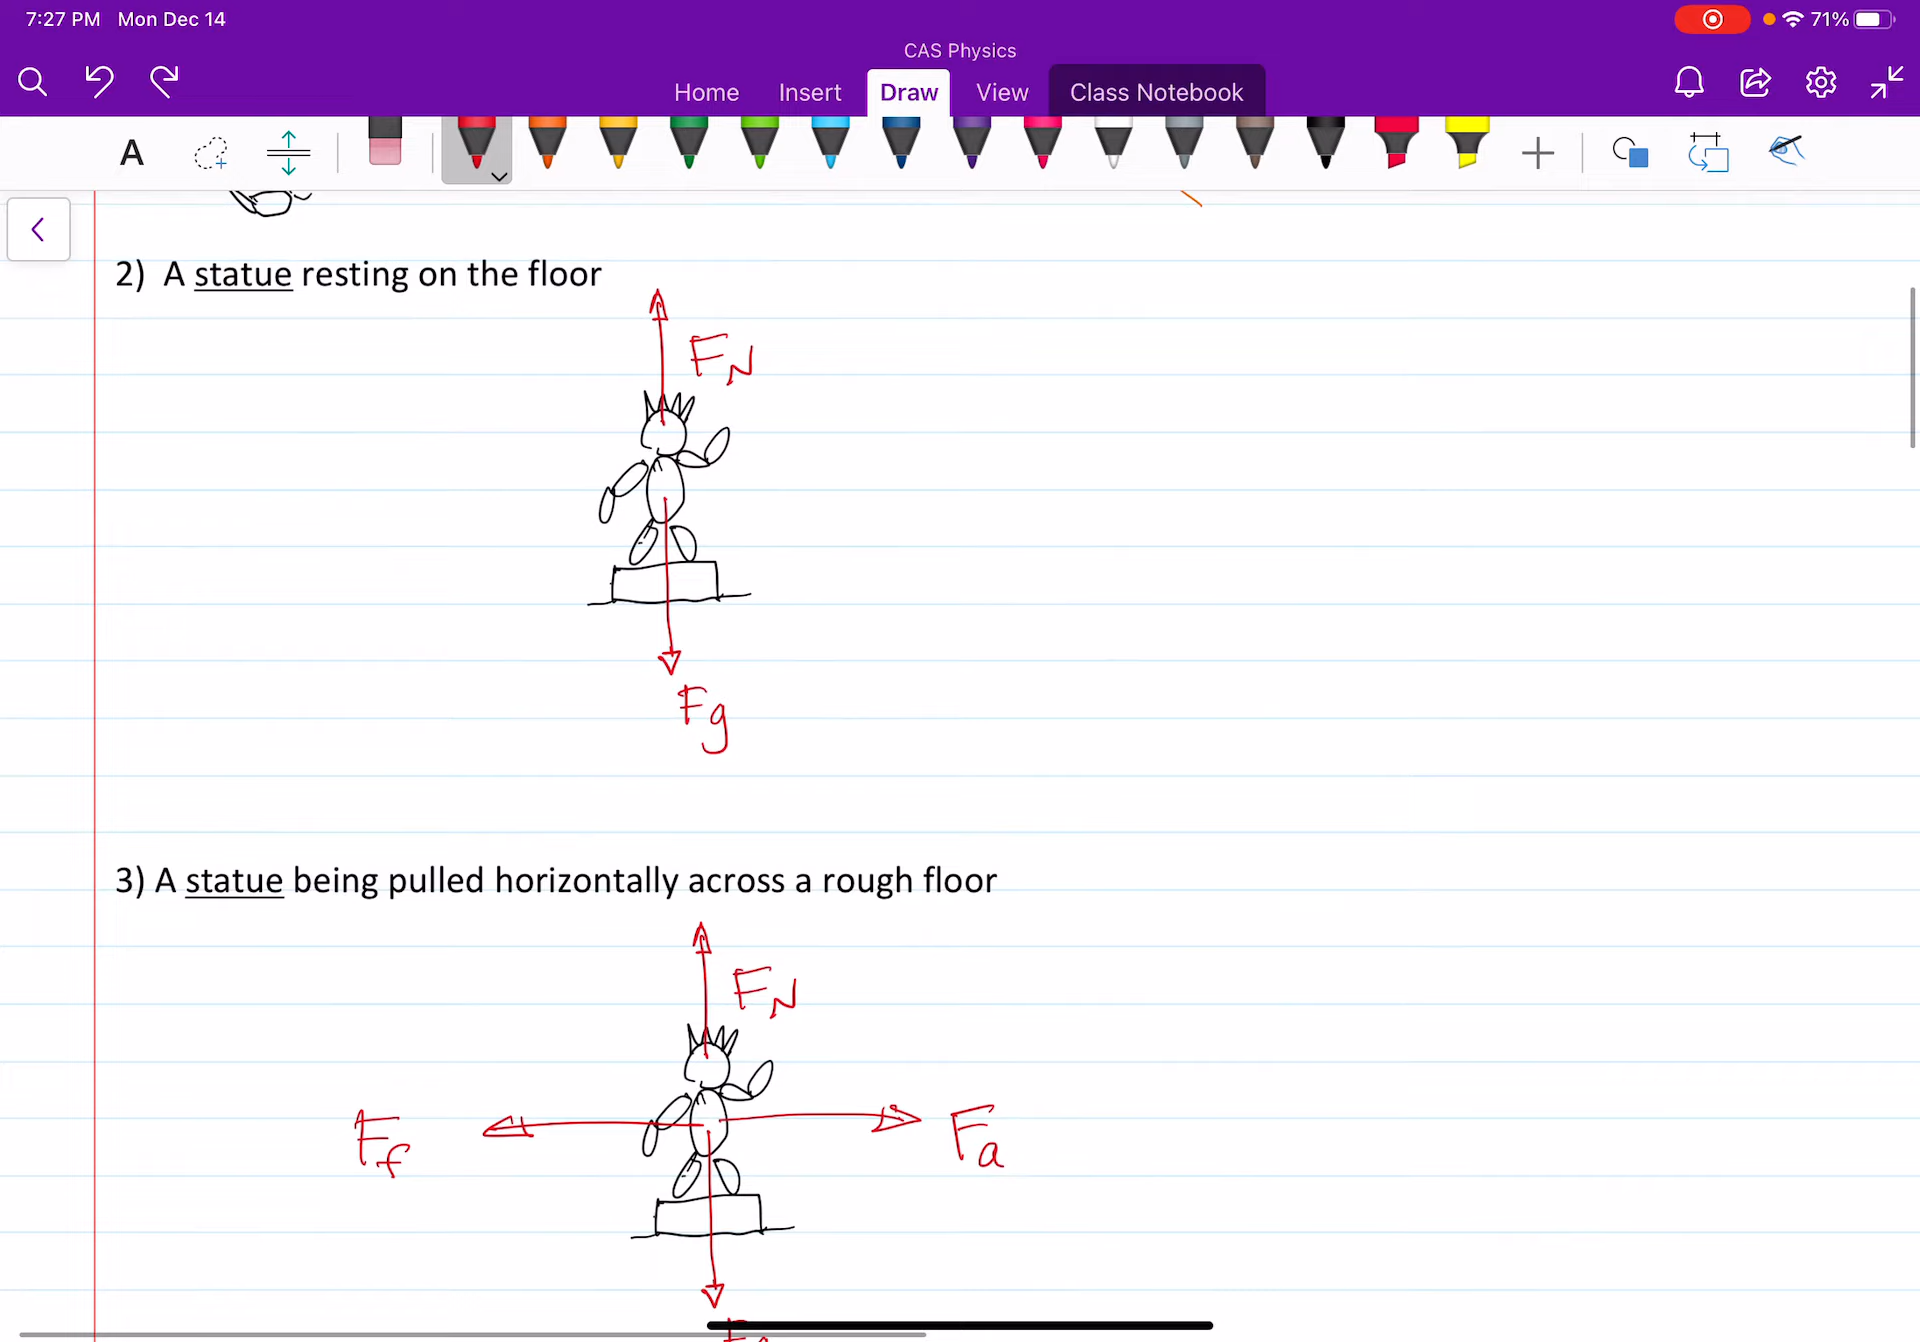 7:27 PM Mon Dec 14
71%
CAS Physics
Home Insert Draw View Class Notebook
A
2) A statue resting on the floor
FN
Fg
3) A statue being pulled horizontally across a rough floor
FN
Ff
Fa